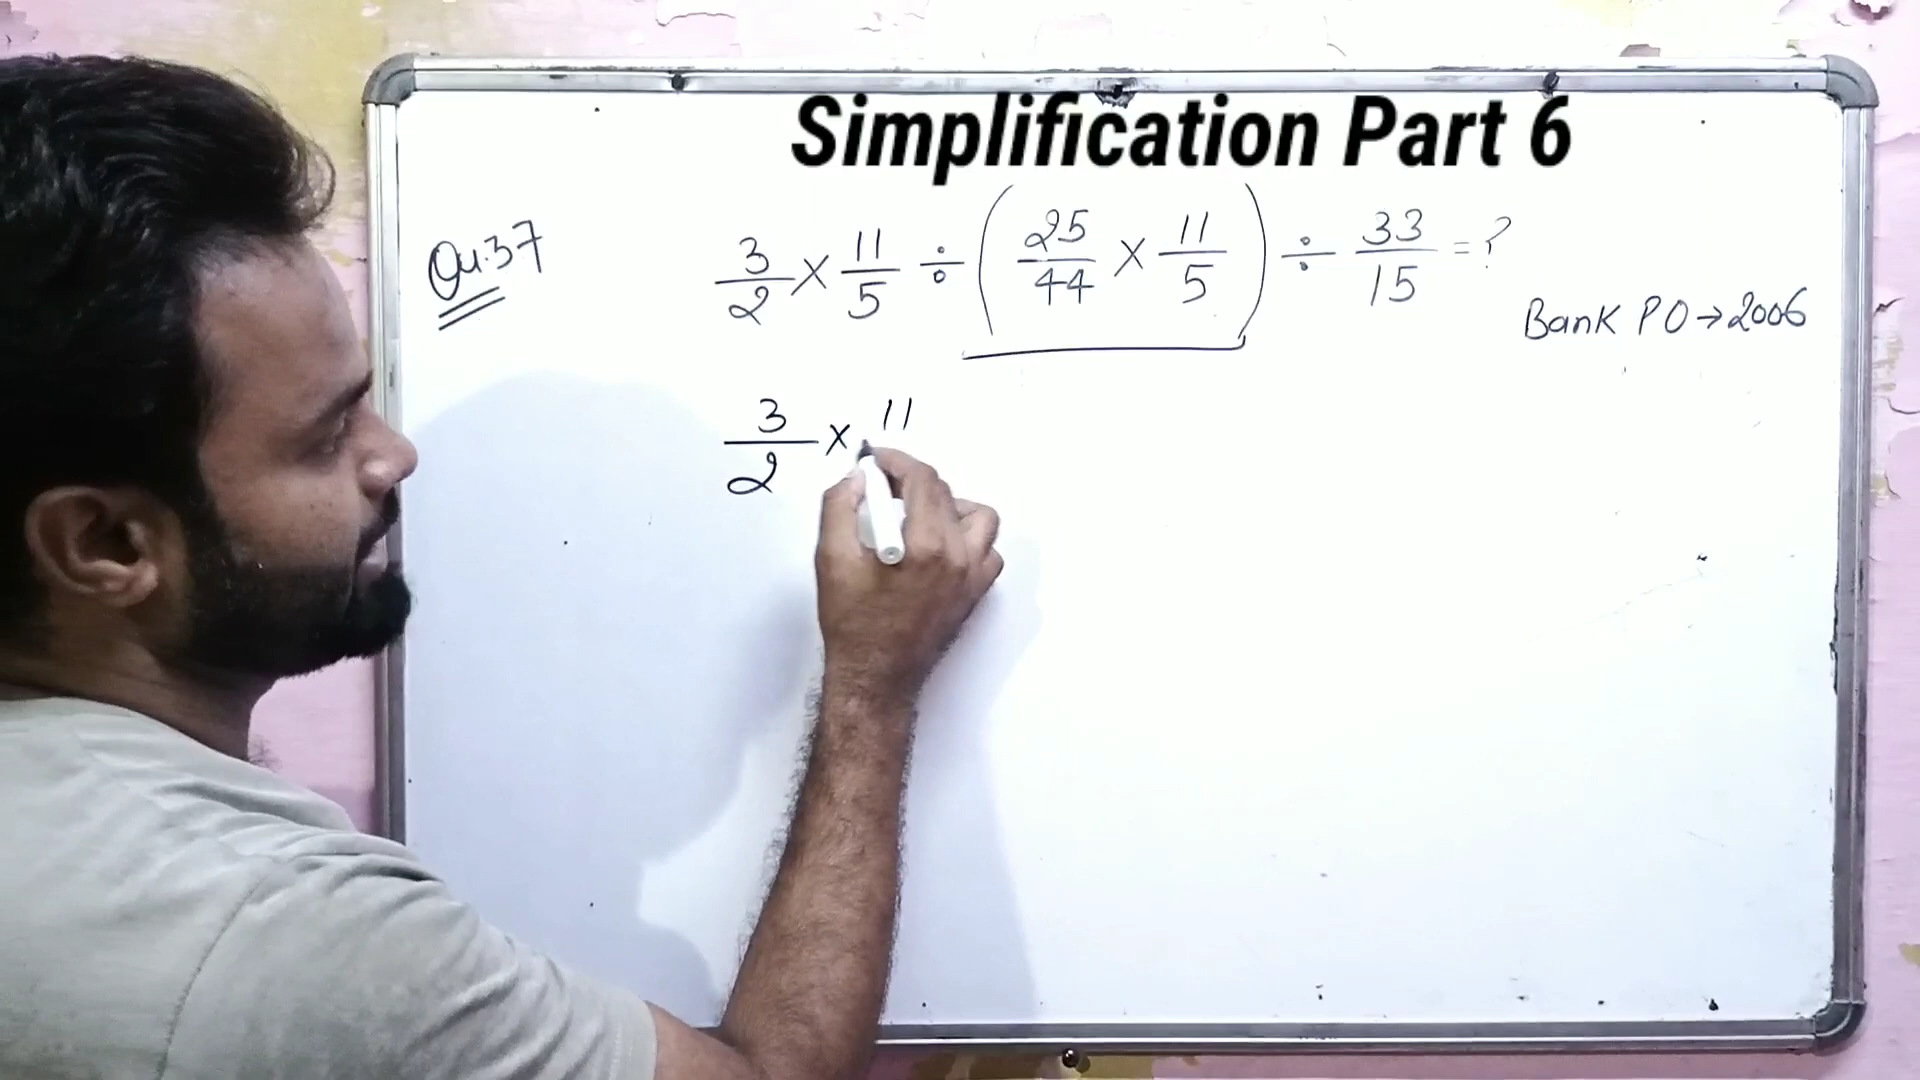 Simplification Part 6
Qu.37
3/2 × 11/5 ÷ (25/44 × 11/5) ÷ 33/15 = ?
Bank PO → 2006
3/2 × 11